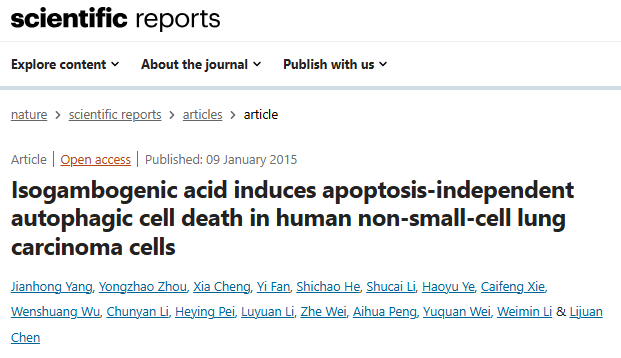 scientific reports
Explore content About the journal Publish with us
nature > scientific reports > articles > article
Article | Open access | Published: 09 January 2015
Isogambogenic acid induces apoptosis-independent
autophagic cell death in human non-small-cell lung
carcinoma cells
Jianhong Yang, Yongzhao Zhou, Xia Cheng, Yi Fan, Shichao He, Shucai Li, Haoyu Ye, Caifeng Xie,
Wenshuang Wu, Chunyan Li, Heying Pei, Luyuan Li, Zhe Wei, Aihua Peng, Yuquan Wei, Weimin Li & Lijuan
Chen